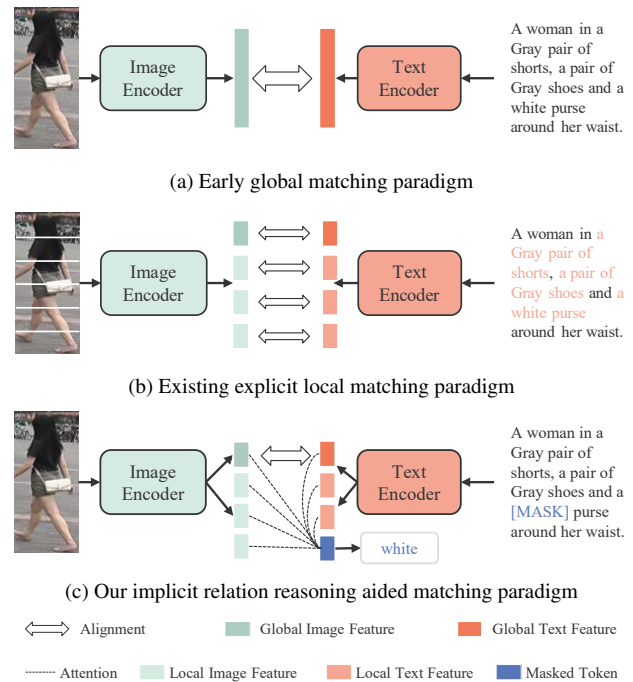 Image
Encoder
Text
Encoder
A woman in a
Gray pair of
shorts, a pair of
Gray shoes and a
white purse
around her waist.
(a) Early global matching paradigm
Image
Encoder
Text
Encoder
A woman in a
Gray pair of
shorts, a pair of
Gray shoes and a
white purse
around her waist.
(b) Existing explicit local matching paradigm
Image
Encoder
Text
Encoder
A woman in a
Gray pair of
shorts, a pair of
Gray shoes and a
[MASK] purse
around her waist.
white
(c) Our implicit relation reasoning aided matching paradigm
Alignment
Global Image Feature
Global Text Feature
Attention
Local Image Feature
Local Text Feature
Masked Token